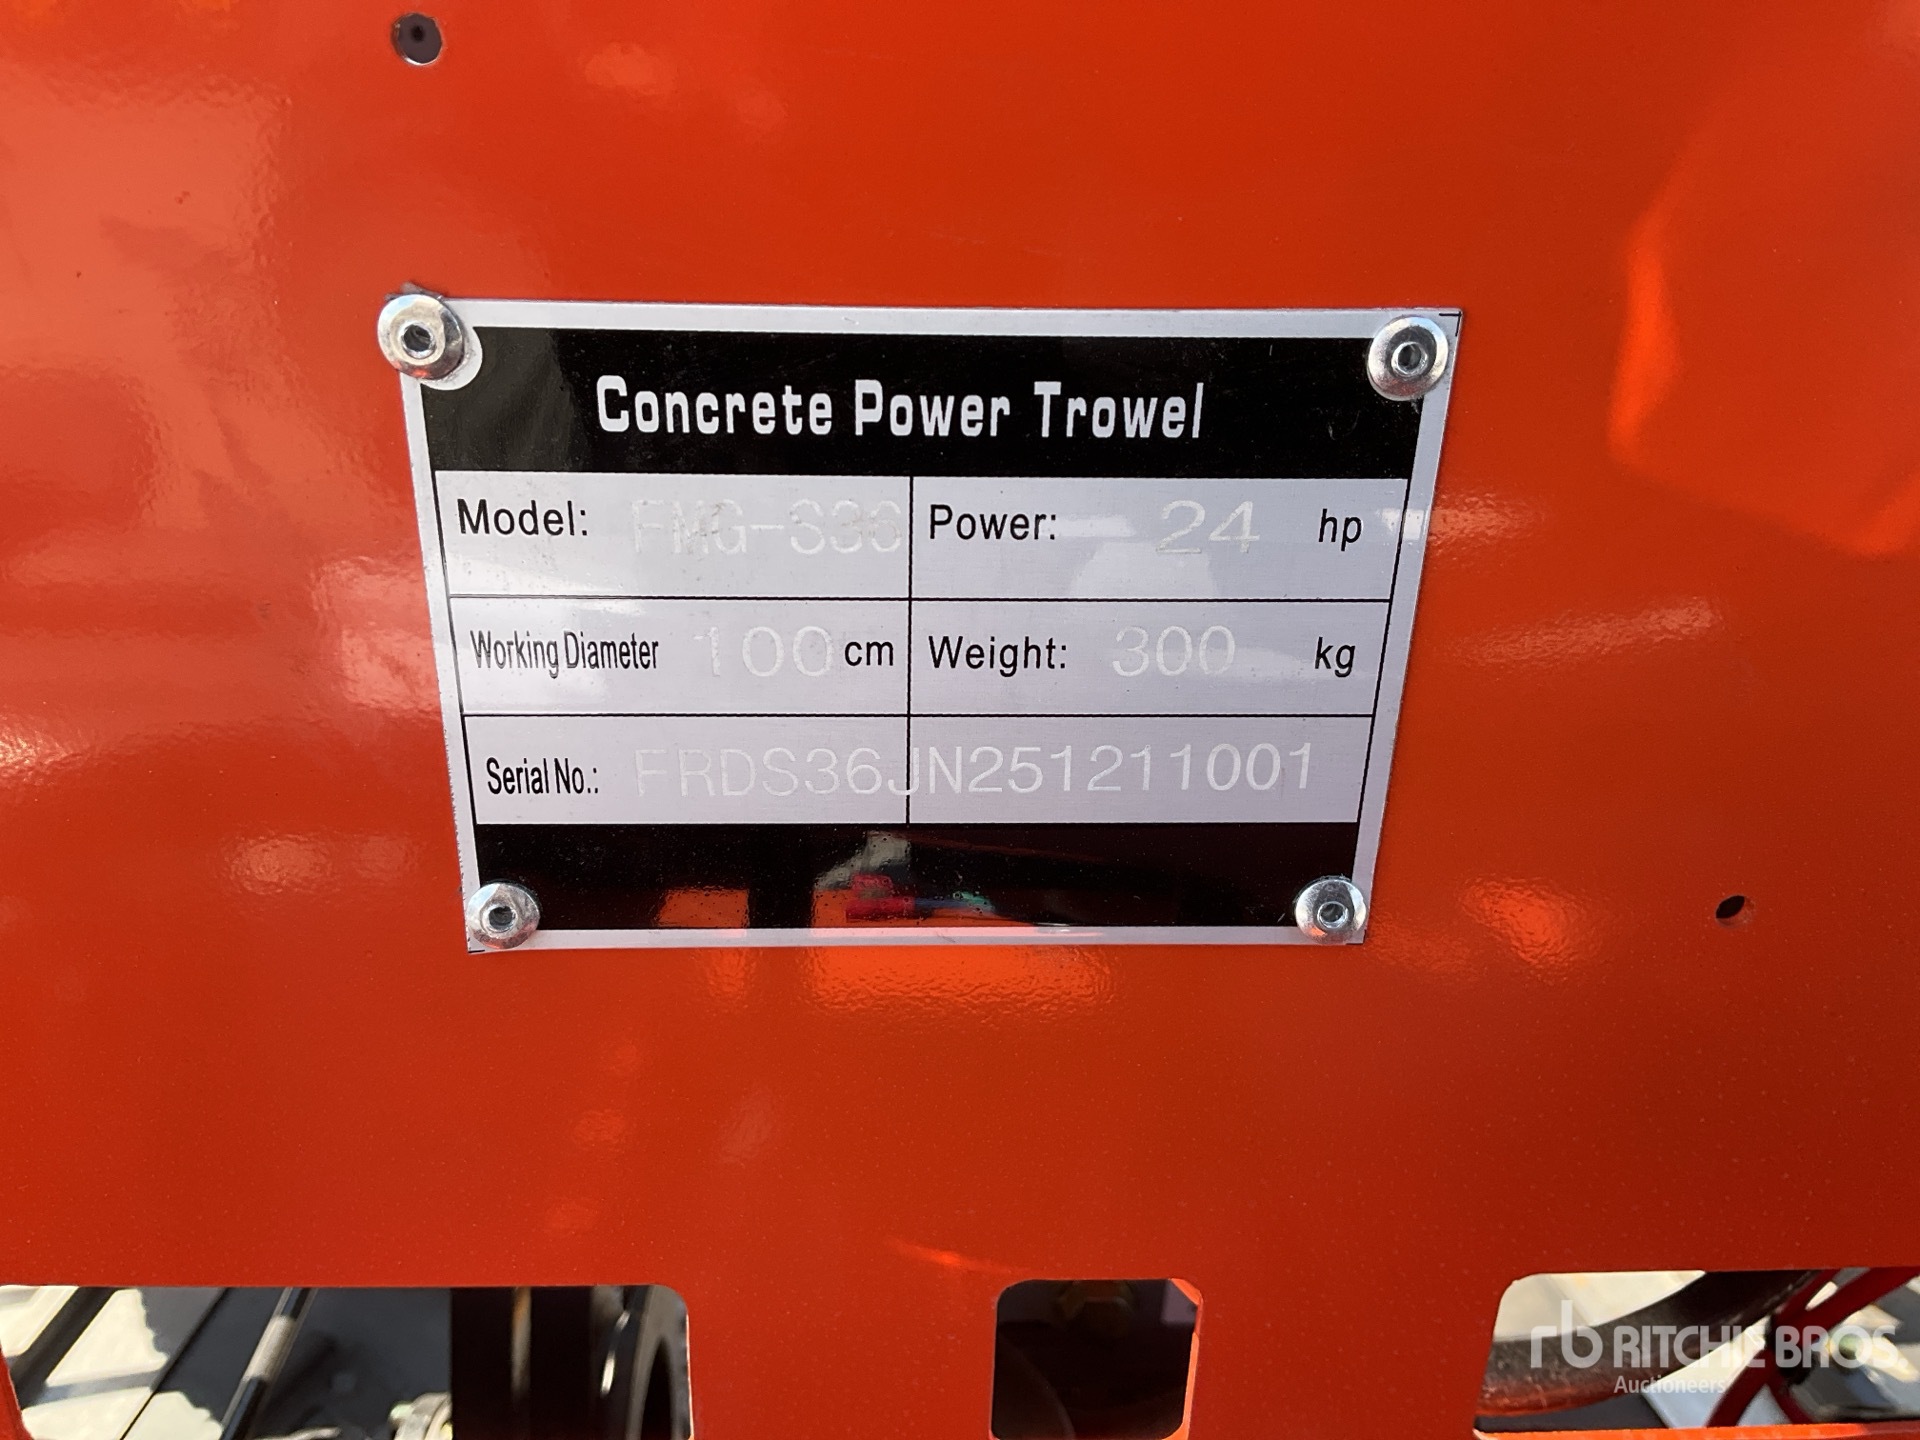 Concrete Power Trowel
Model: FMG-S36 Power: 24 hp
Working Diameter 100 cm Weight: 300 kg
Serial No.: FRDS36JN251211001
rb RITCHIE BROS.
Auctioneers